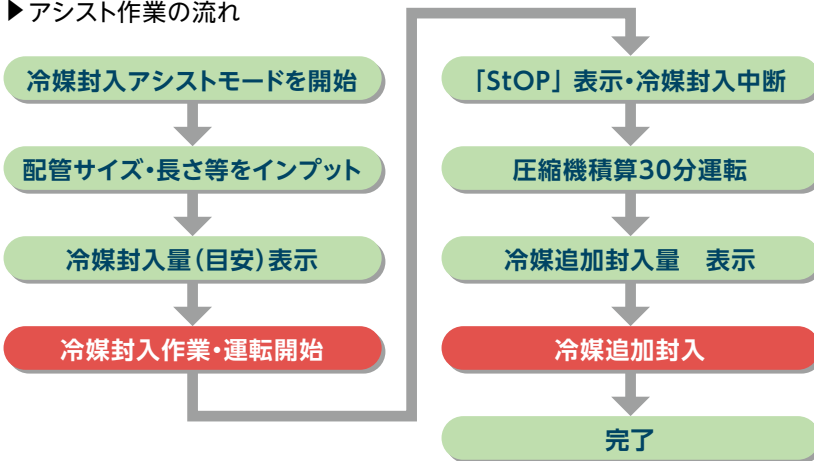 ▶アシスト作業の流れ
冷媒封入アシストモードを開始
配管サイズ・長さ等をインプット
冷媒封入量(目安)表示
冷媒封入作業・運転開始
「StOP」表示・冷媒封入中断
圧縮機積算30分運転
冷媒追加封入量　表示
冷媒追加封入
完了